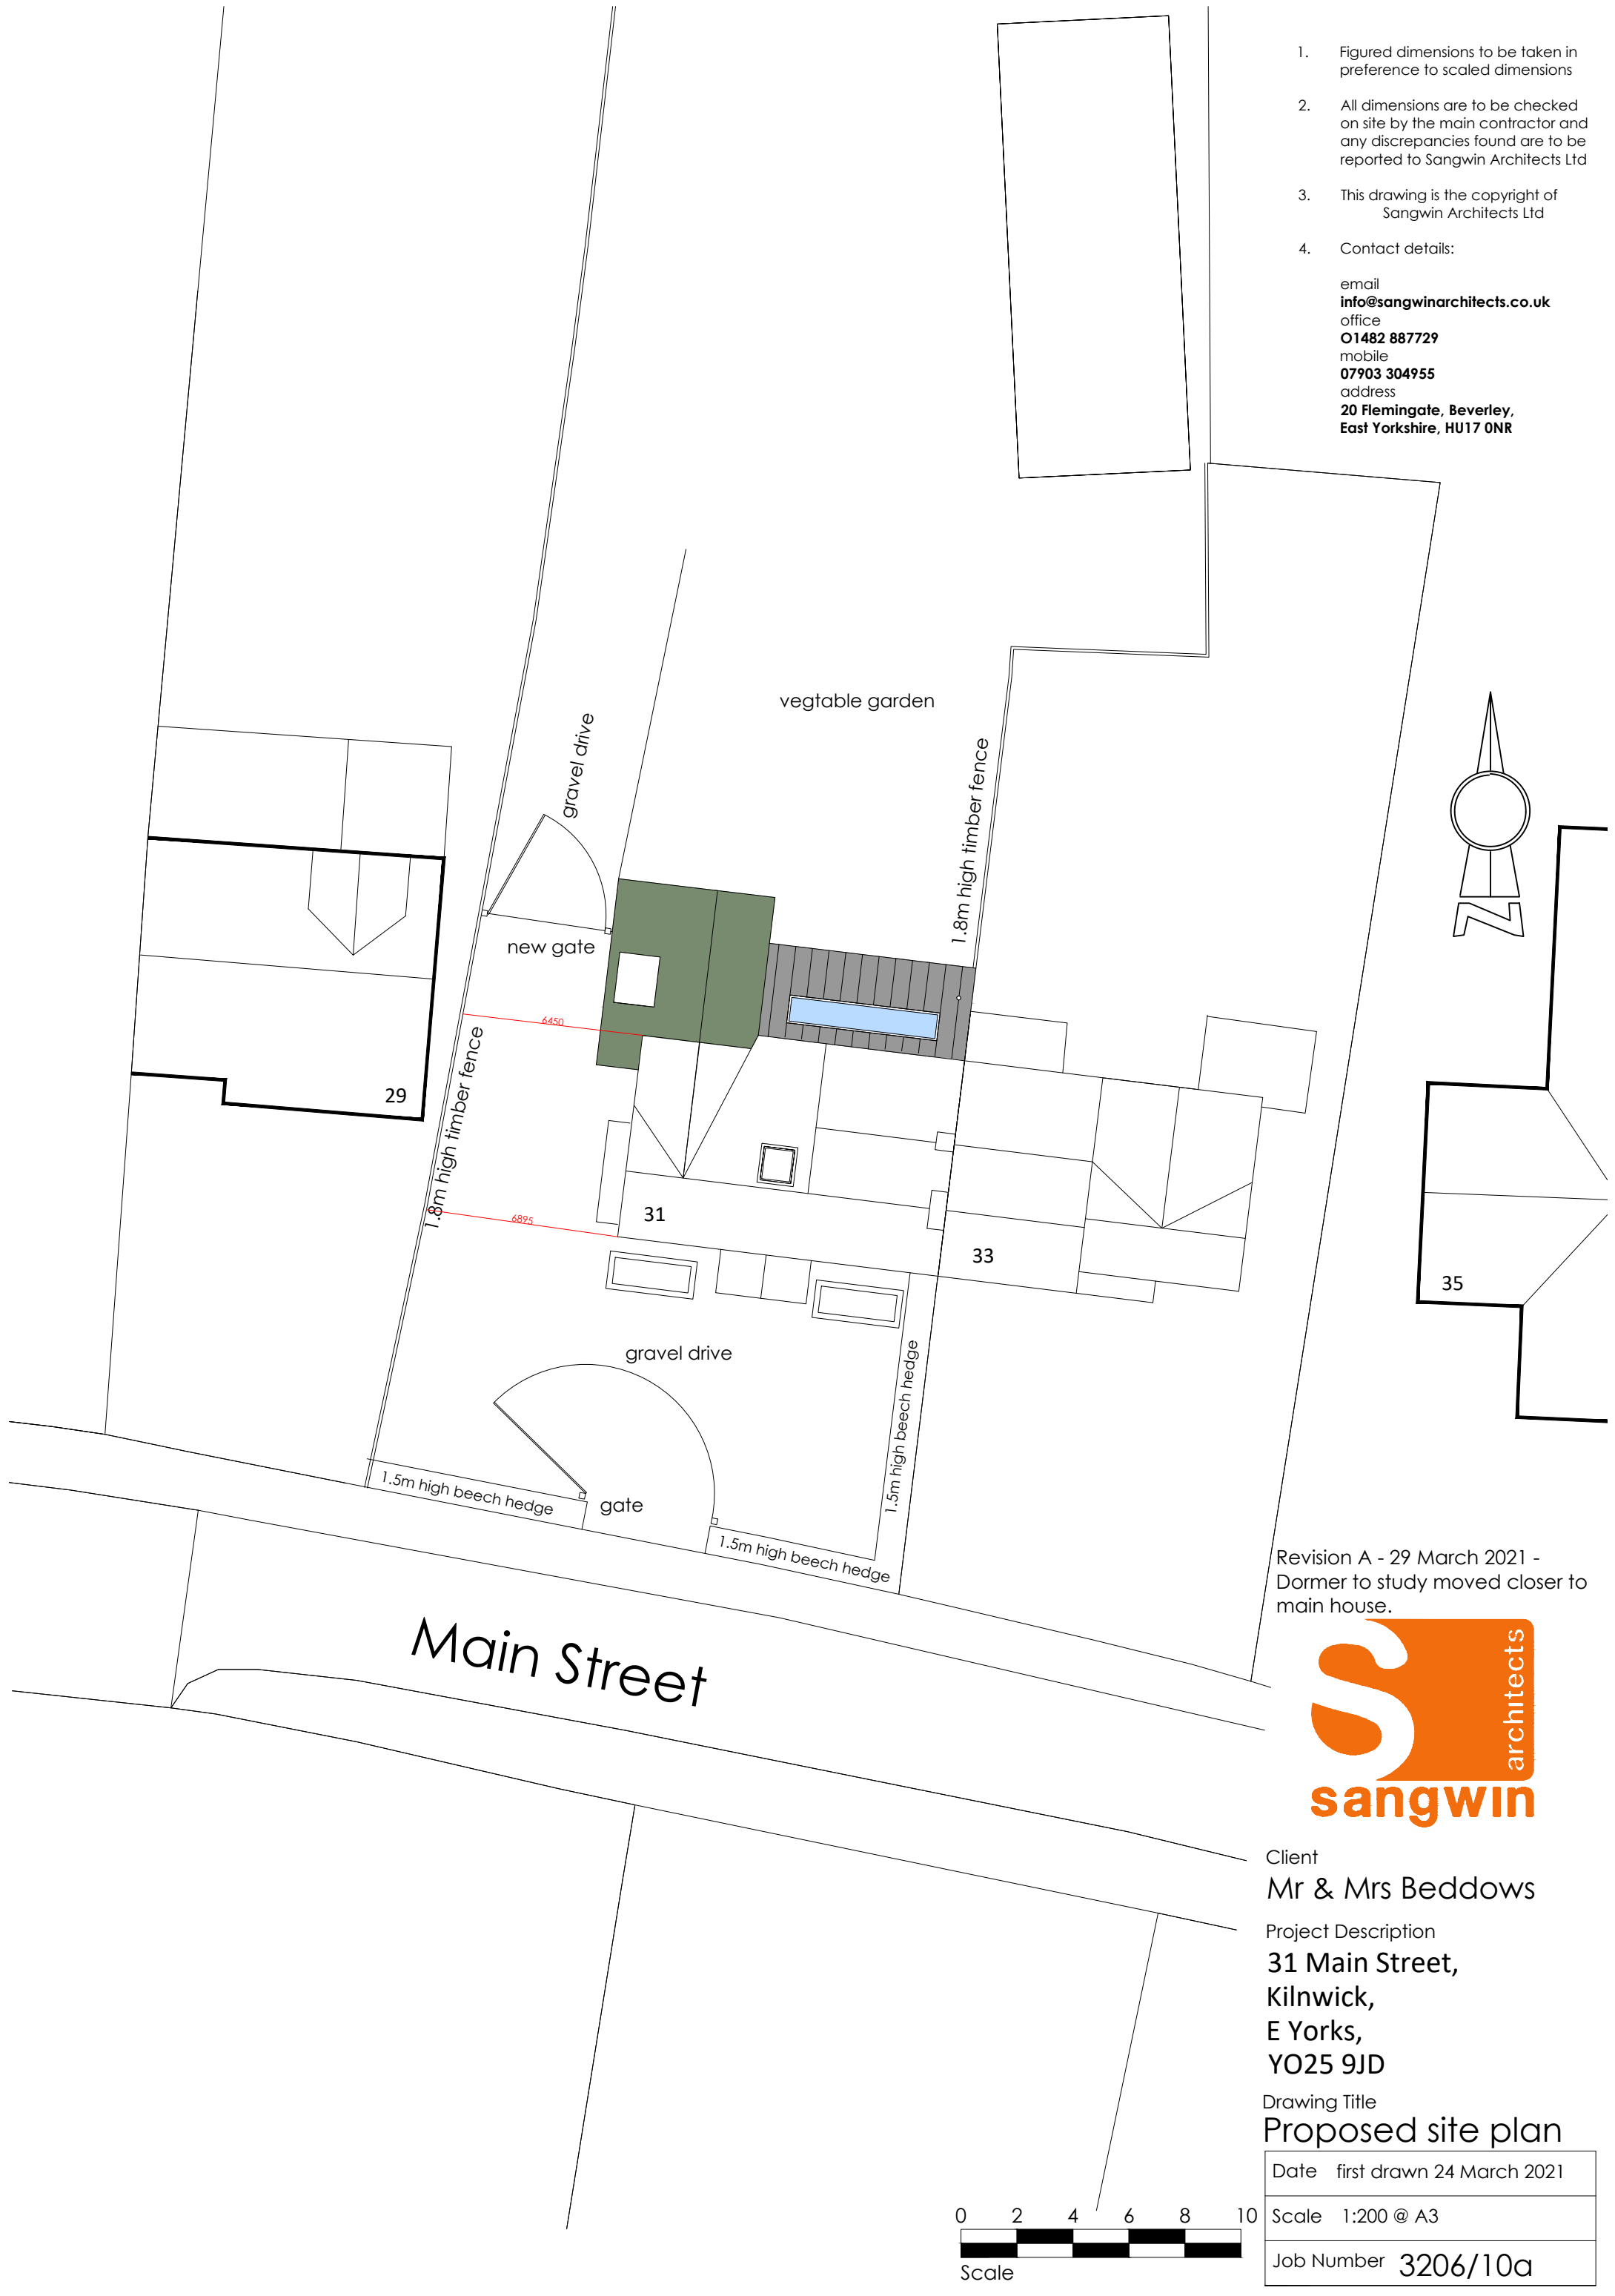 1. Figured dimensions to be taken in
preference to scaled dimensions
2. All dimensions are to be checked
on site by the main contractor and
any discrepancies found are to be
reported to Sangwin Architects Ltd
3. This drawing is the copyright of
Sangwin Architects Ltd
4. Contact details:
email
info@sangwinarchitects.co.uk
office
O1482 887729
mobile
07903 304955
address
20 Flemingate, Beverley,
East Yorkshire, HU17 0NR
vegtable garden
gravel drive
1.8m high timber fence
new gate
N
6450
29
1.8m high timber fence
6895
31
33
35
gravel drive
1.5m high beech hedge
1.5m high beech hedge
gate
1.5m high beech hedge
Main Street
Revision A - 29 March 2021 -
Dormer to study moved closer to
main house.
S
architects
sangwin
Client
Mr & Mrs Beddows
Project Description
31 Main Street,
Kilnwick,
E Yorks,
YO25 9JD
Drawing Title
Proposed site plan
Date first drawn 24 March 2021
Scale 1:200 @ A3
Job Number 3206/10a
0 2 4 6 8 10
Scale